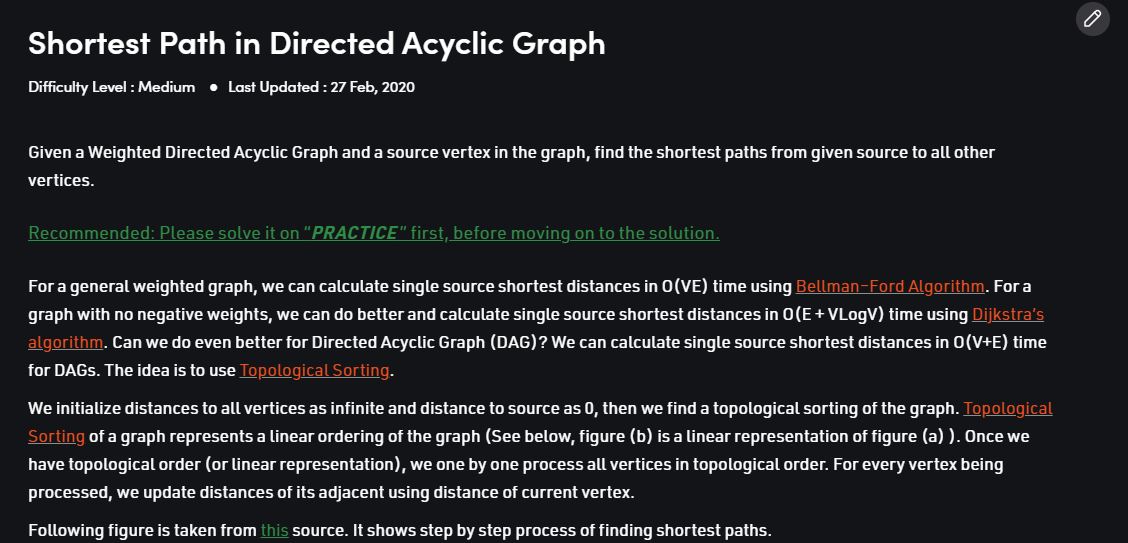 Shortest Path in Directed Acyclic Graph
Difficulty Level : Medium ● Last Updated : 27 Feb, 2020
Given a Weighted Directed Acyclic Graph and a source vertex in the graph, find the shortest paths from given source to all other
vertices.
Recommended: Please solve it on "PRACTICE" first, before moving on to the solution.
For a general weighted graph, we can calculate single source shortest distances in O(VE) time using Bellman–Ford Algorithm. For a
graph with no negative weights, we can do better and calculate single source shortest distances in O(E + VLogV) time using Dijkstra's
algorithm. Can we do even better for Directed Acyclic Graph (DAG)? We can calculate single source shortest distances in O(V+E) time
for DAGs. The idea is to use Topological Sorting.
We initialize distances to all vertices as infinite and distance to source as 0, then we find a topological sorting of the graph. Topological
Sorting of a graph represents a linear ordering of the graph (See below, figure (b) is a linear representation of figure (a) ). Once we
have topological order (or linear representation), we one by one process all vertices in topological order. For every vertex being
processed, we update distances of its adjacent using distance of current vertex.
Following figure is taken from this source. It shows step by step process of finding shortest paths.